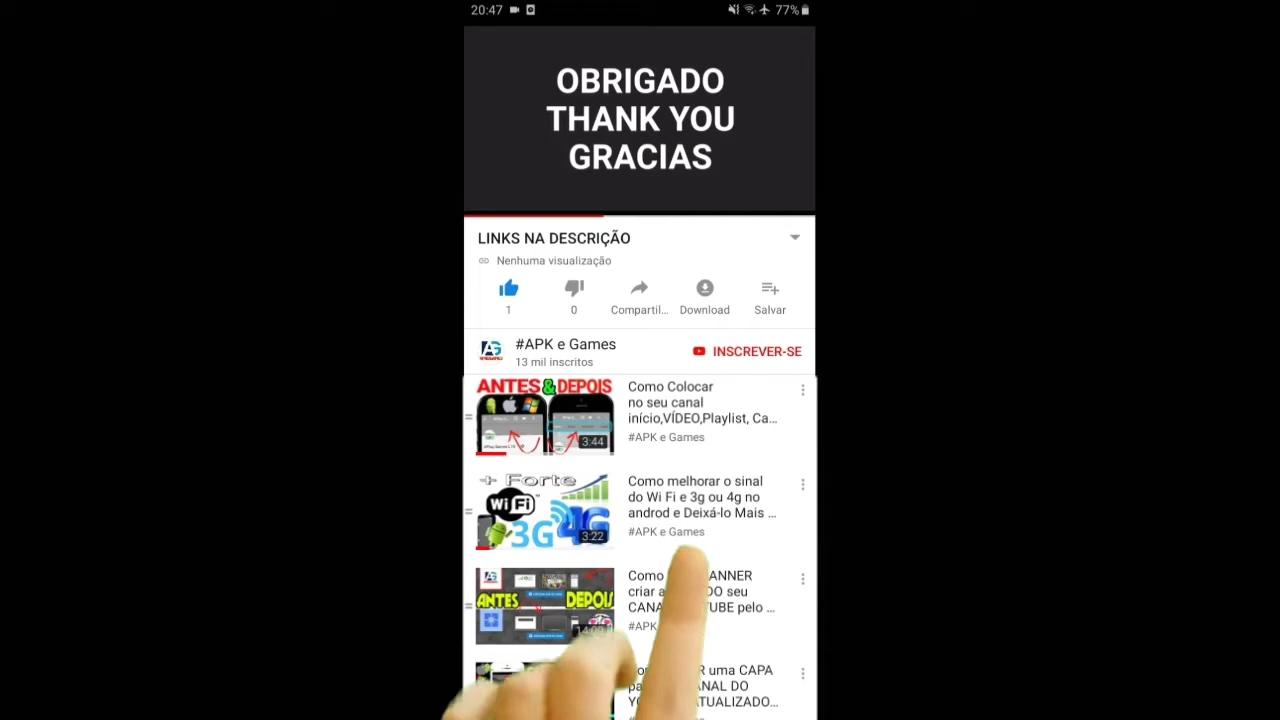 20:47
77%
OBRIGADO
THANK YOU
GRACIAS
LINKS NA DESCRIÇÃO
Nenhuma visualização
1
0
Compartil...
Download
Salvar
#APK e Games
13 mil inscritos
INSCREVER-SE
ANTES & DEPOIS
3:44
Como Colocar
no seu canal
início,VÍDEO,Playlist, Ca...
#APK e Games
+ Forte
WiFi
3G
4G
3:22
Como melhorar o sinal
do Wi Fi e 3g ou 4g no
androd e Deixá-lo Mais ...
#APK e Games
ANTES
DEPOIS
Como
ANNER
criar a
DO seu
CANA
TUBE pelo ...
#APK
R uma CAPA
NAL DO
TUALIZADO...